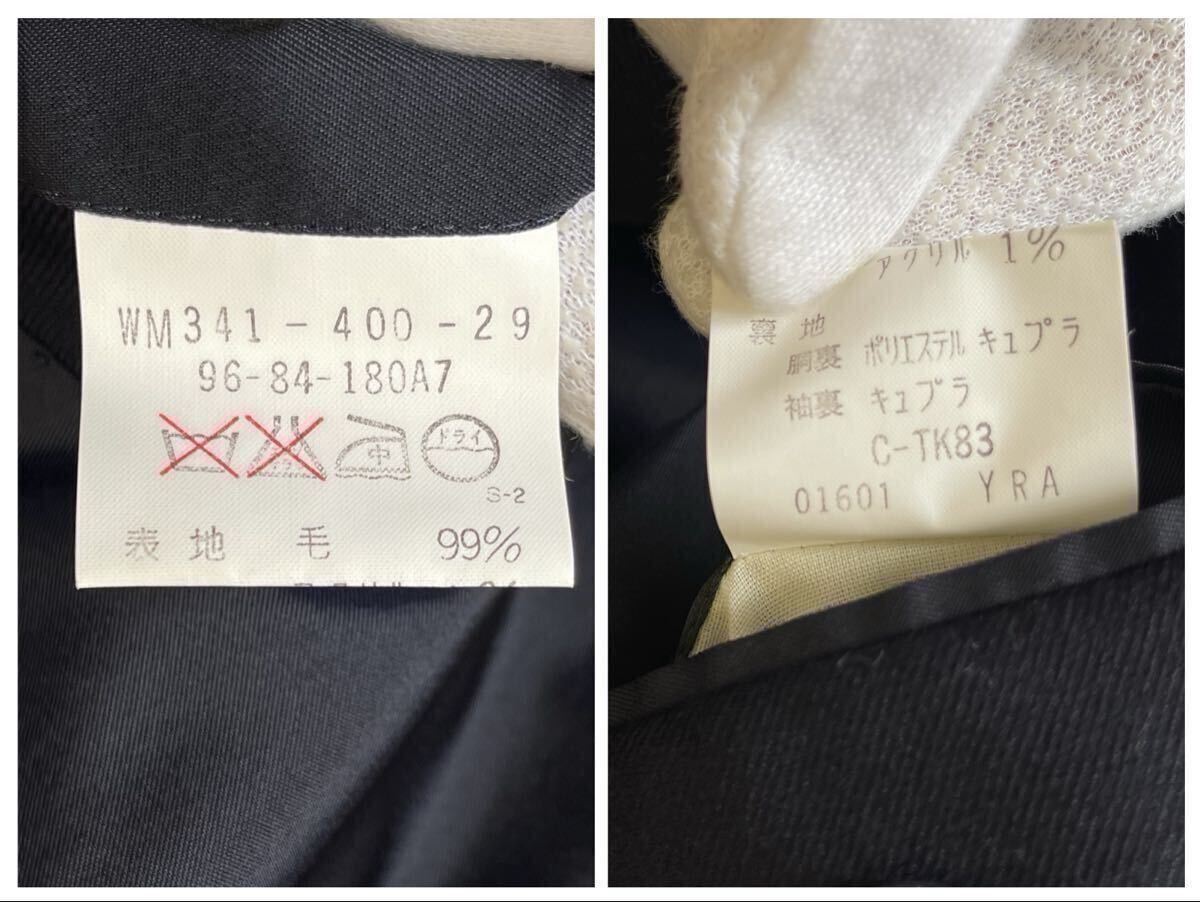 WM341-400-29
96-84-180A7
中 ドライ
S-2
表地 毛 99%
アクリル 1%
裏地
胴裏 ポリエステル キュプラ
袖裏 キュプラ
C-TK83
01601 YRA